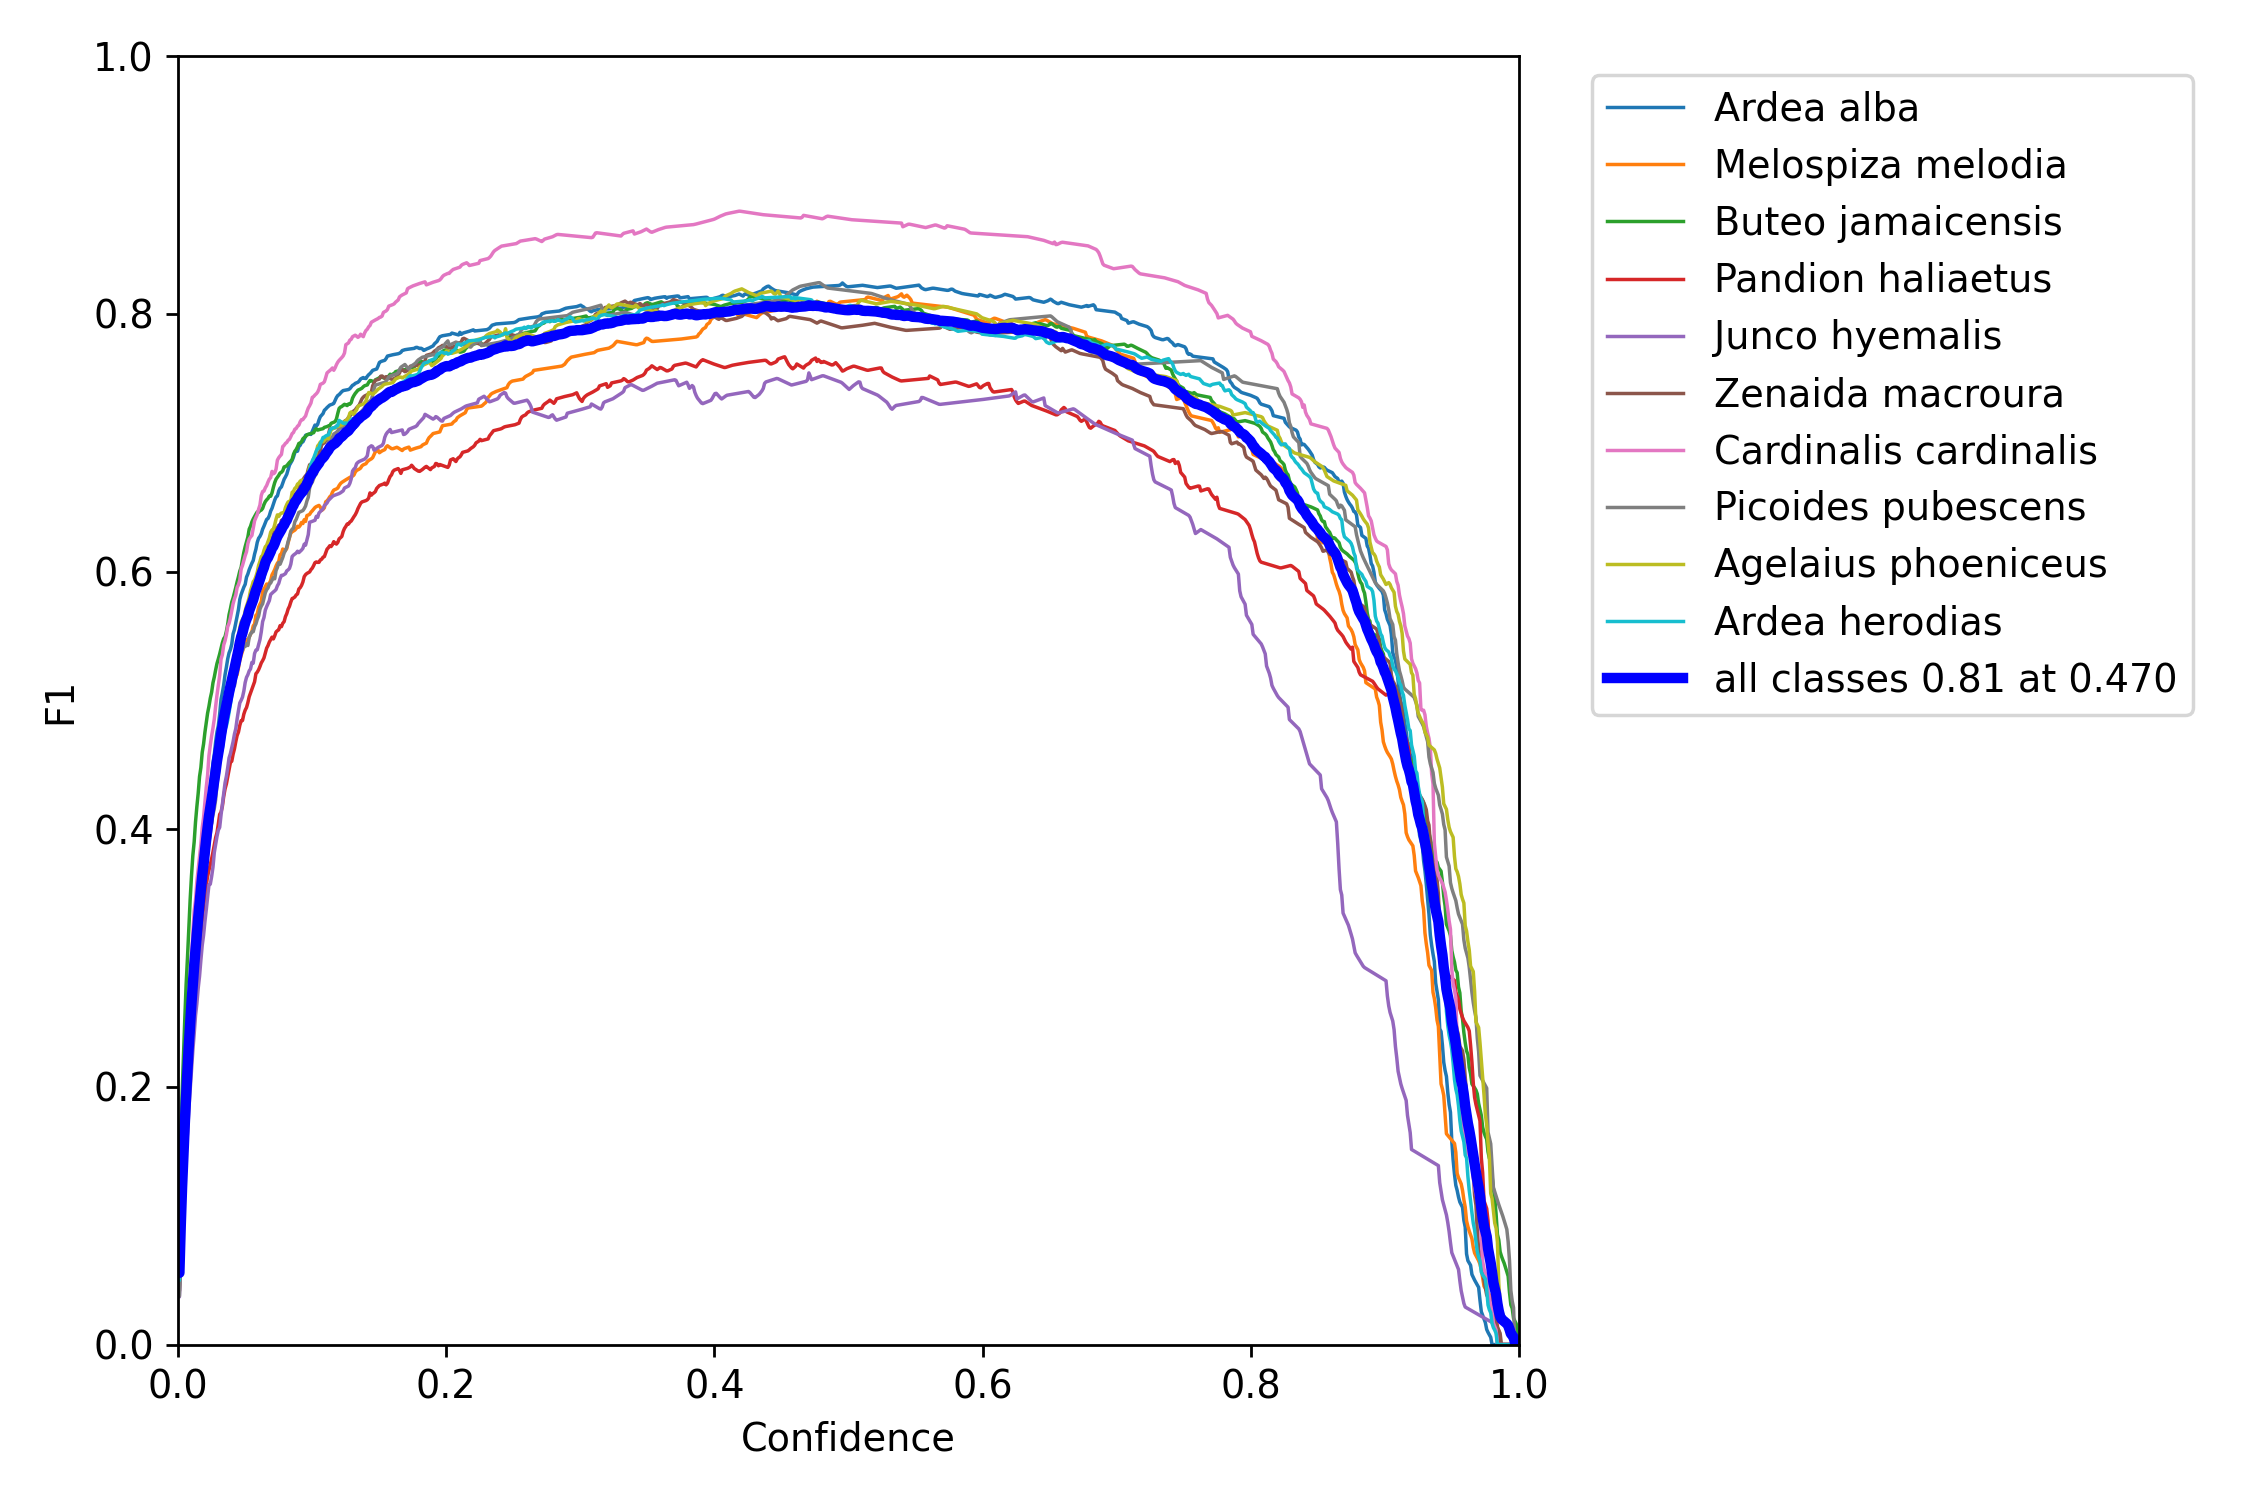 1.0
0.8
0.6
0.4
0.2
0.0
F1
0.0 0.2 0.4 0.6 0.8 1.0
Confidence
Ardea alba
Melospiza melodia
Buteo jamaicensis
Pandion haliaetus
Junco hyemalis
Zenaida macroura
Cardinalis cardinalis
Picoides pubescens
Agelaius phoeniceus
Ardea herodias
all classes 0.81 at 0.470